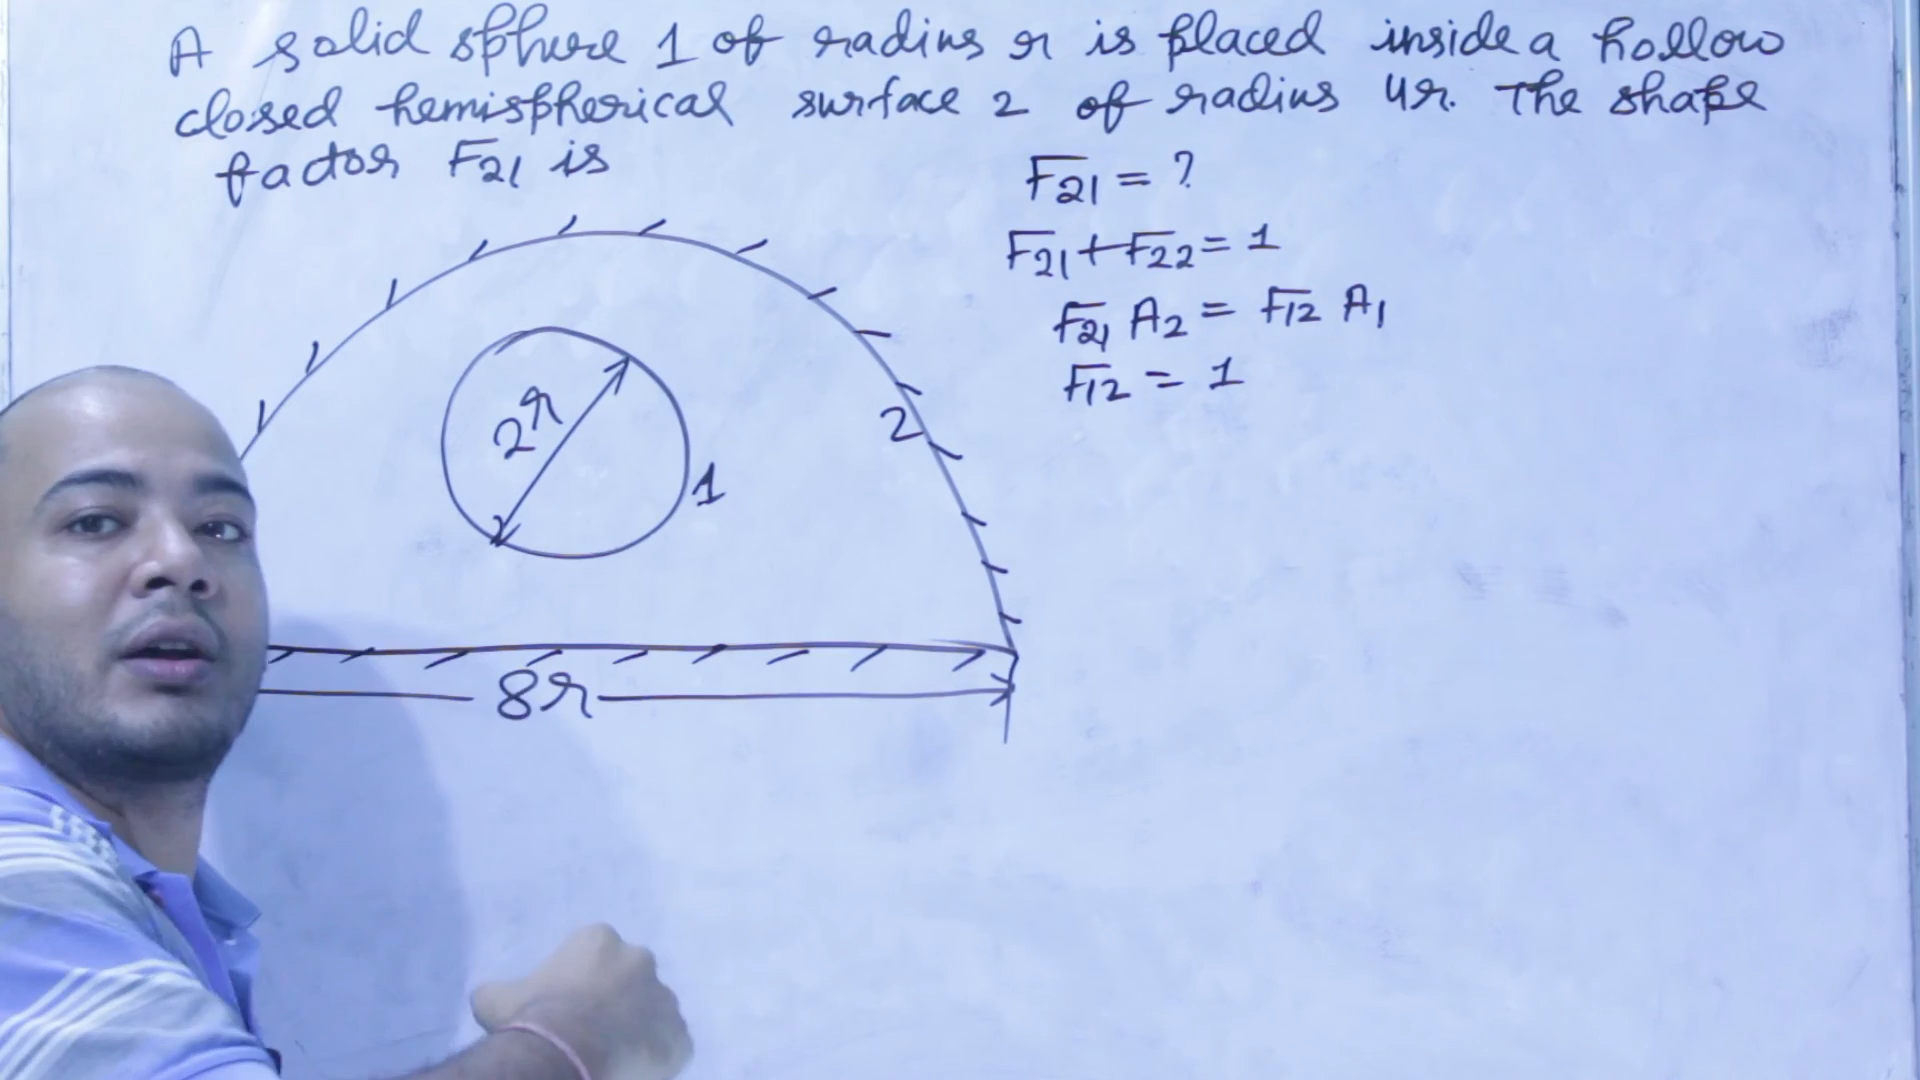 A solid sphere 1 of radius r is placed inside a hollow
closed hemispherical surface 2 of radius 4r. The shape
factor F21 is
F21 = ?
F21 + F22 = 1
F21 A2 = F12 A1
F12 = 1
2r
1
2
8r